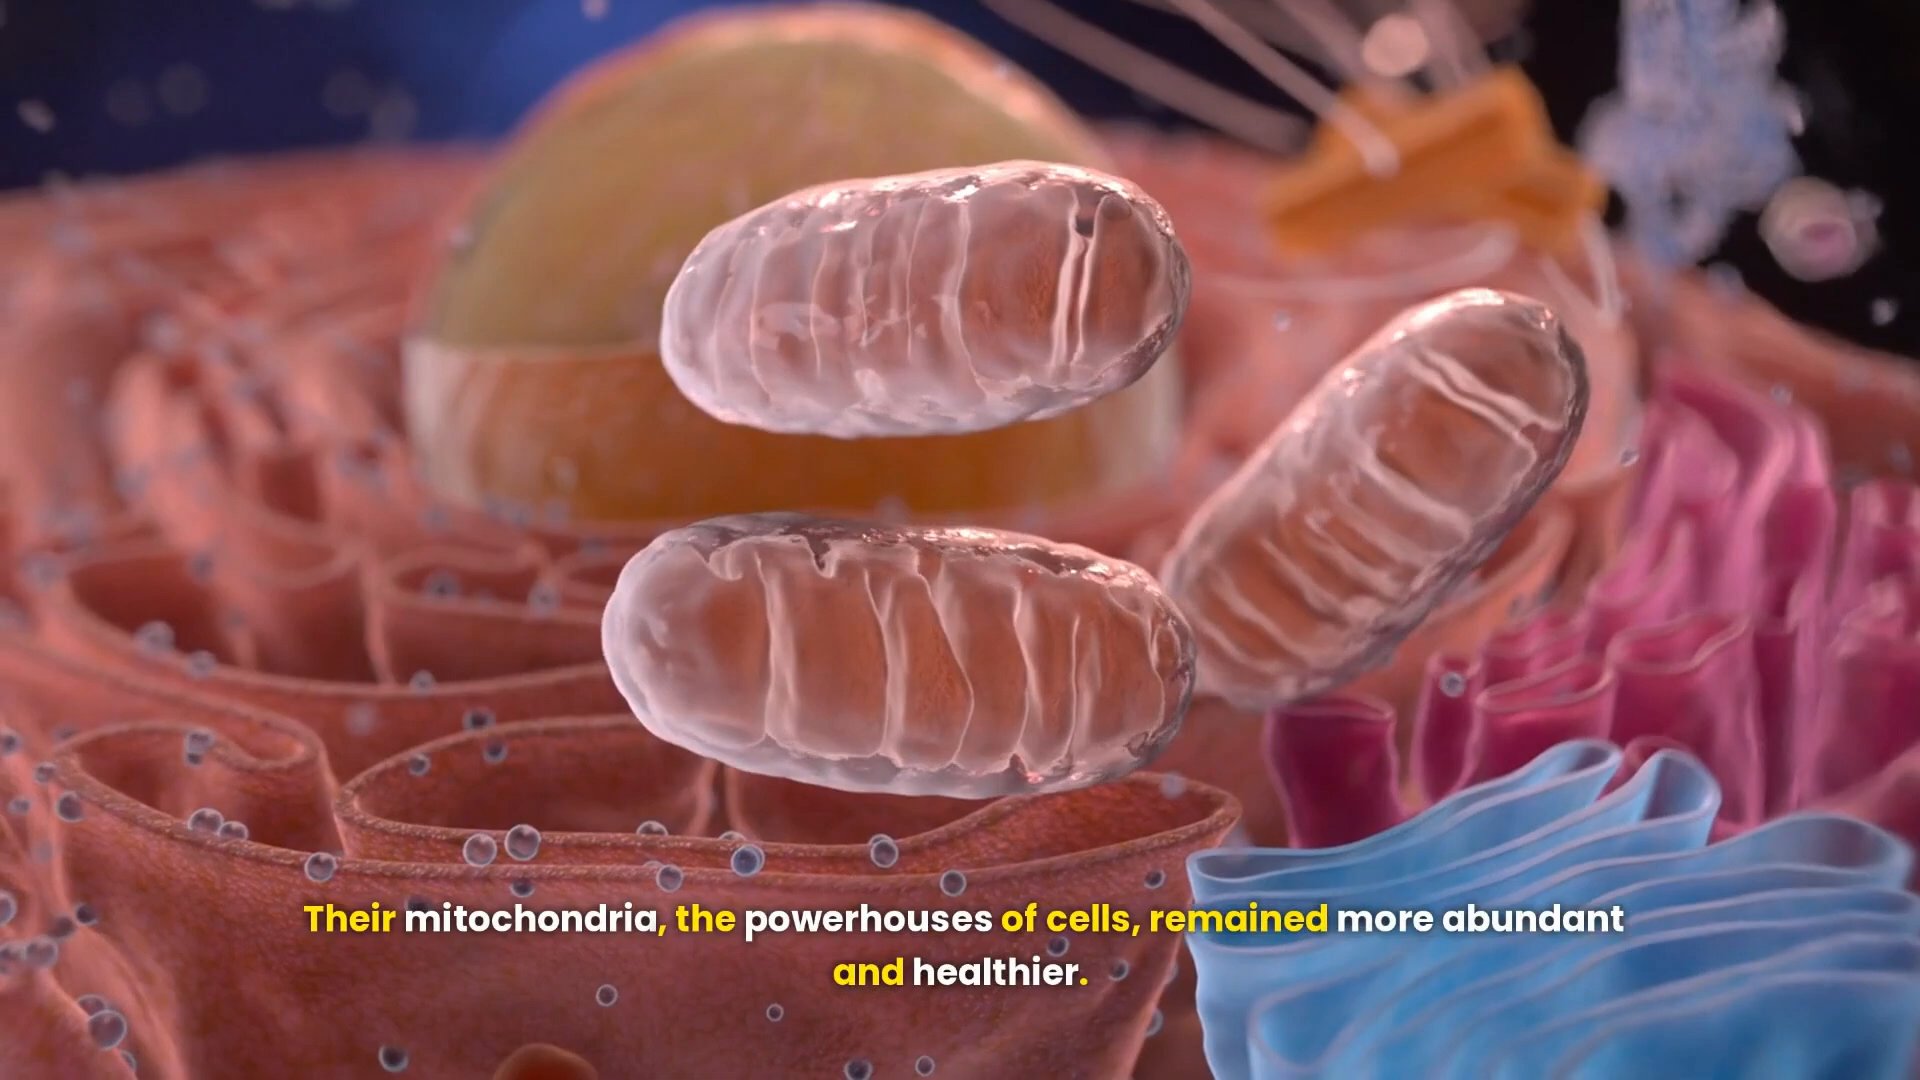 Their mitochondria, the powerhouses of cells, remained more abundant
and healthier.